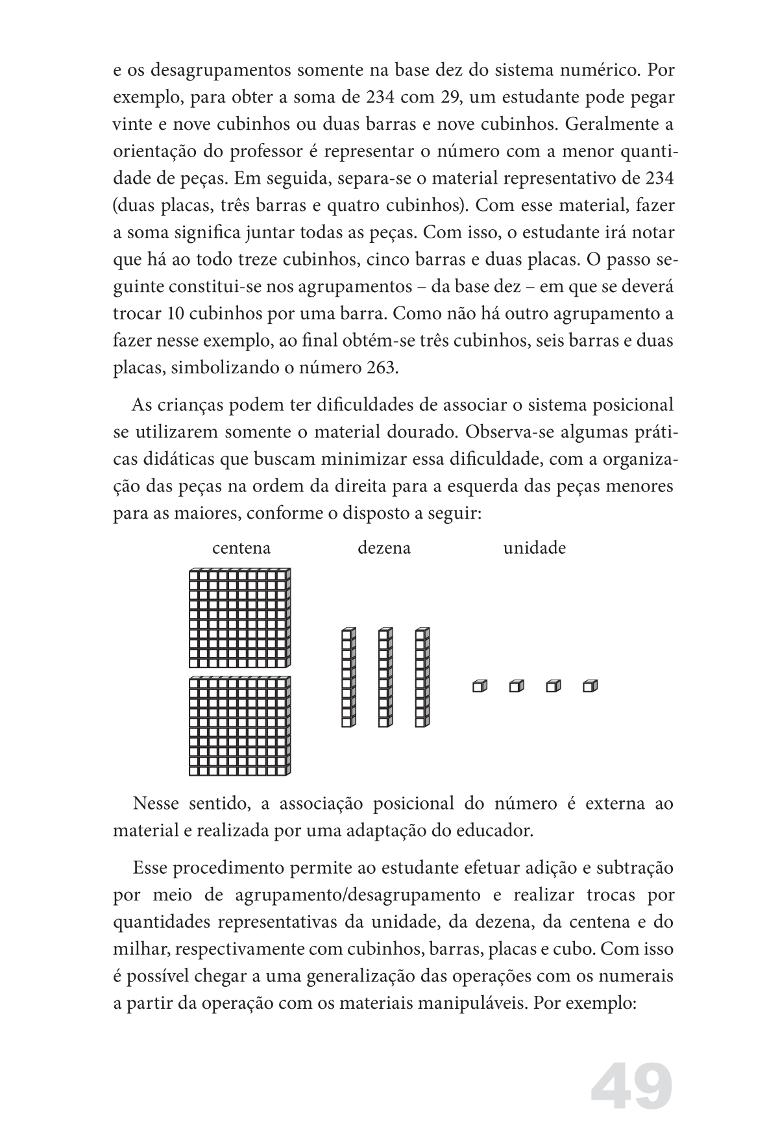 e os desagrupamentos somente na base dez do sistema numérico. Por
exemplo, para obter a soma de 234 com 29, um estudante pode pegar
vinte e nove cubinhos ou duas barras e nove cubinhos. Geralmente a
orientação do professor é representar o número com a menor quanti-
dade de peças. Em seguida, separa-se o material representativo de 234
(duas placas, três barras e quatro cubinhos). Com esse material, fazer
a soma significa juntar todas as peças. Com isso, o estudante irá notar
que há ao todo treze cubinhos, cinco barras e duas placas. O passo se-
guinte constitui-se nos agrupamentos – da base dez – em que se deverá
trocar 10 cubinhos por uma barra. Como não há outro agrupamento a
fazer nesse exemplo, ao final obtém-se três cubinhos, seis barras e duas
placas, simbolizando o número 263.
As crianças podem ter dificuldades de associar o sistema posicional
se utilizarem somente o material dourado. Observa-se algumas práti-
cas didáticas que buscam minimizar essa dificuldade, com a organiza-
ção das peças na ordem da direita para a esquerda das peças menores
para as maiores, conforme o disposto a seguir:
centena dezena unidade
Nesse sentido, a associação posicional do número é externa ao
material e realizada por uma adaptação do educador.
Esse procedimento permite ao estudante efetuar adição e subtração
por meio de agrupamento/desagrupamento e realizar trocas por
quantidades representativas da unidade, da dezena, da centena e do
milhar, respectivamente com cubinhos, barras, placas e cubo. Com isso
é possível chegar a uma generalização das operações com os numerais
a partir da operação com os materiais manipuláveis. Por exemplo:
49